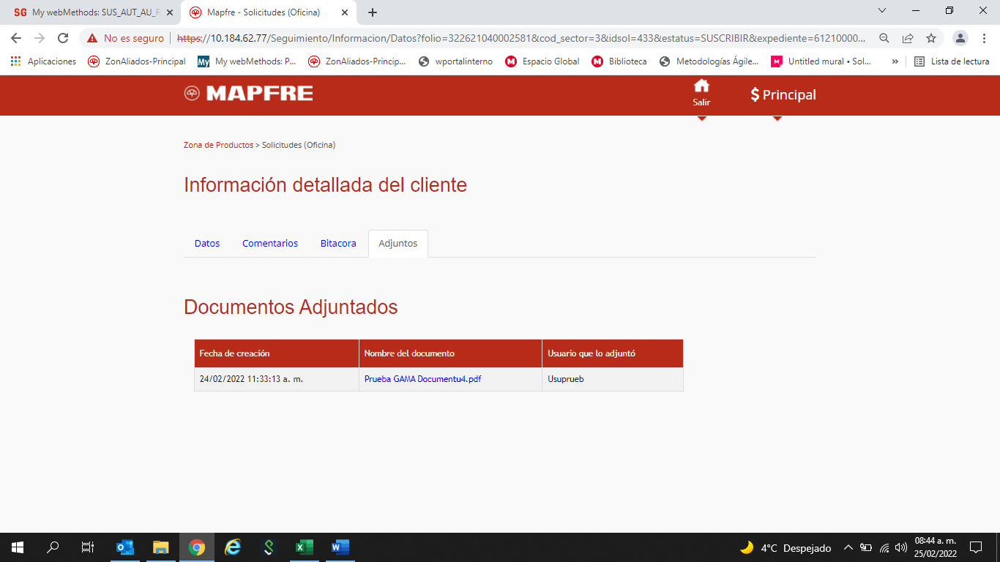 SG My webMethods: SUS_AUT_AU_R
Mapfre - Solicitudes (Oficina)
No es seguro
https://10.184.62.77/Seguimiento/Informacion/Datos?folio=322621040002581&cod_sector=3&idsol=433&estatus=SUSCRIBIR&expediente=61210000...
Aplicaciones
ZonAliados-Principal
My My webMethods: P...
ZonAliados-Princip...
wportalinterno
Espacio Global
Biblioteca
Metodologías Ágile...
Untitled mural • Sol...
»
Lista de lectura
MAPFRE
Salir
$ Principal
Zona de Productos > Solicitudes (Oficina)
Información detallada del cliente
Datos
Comentarios
Bitacora
Adjuntos
Documentos Adjuntados
Fecha de creación
Nombre del documento
Usuario que lo adjuntó
24/02/2022 11:33:13 a. m.
Prueba GAMA Documentu4.pdf
Usuprueb
4°C Despejado
08:44 a. m.
25/02/2022